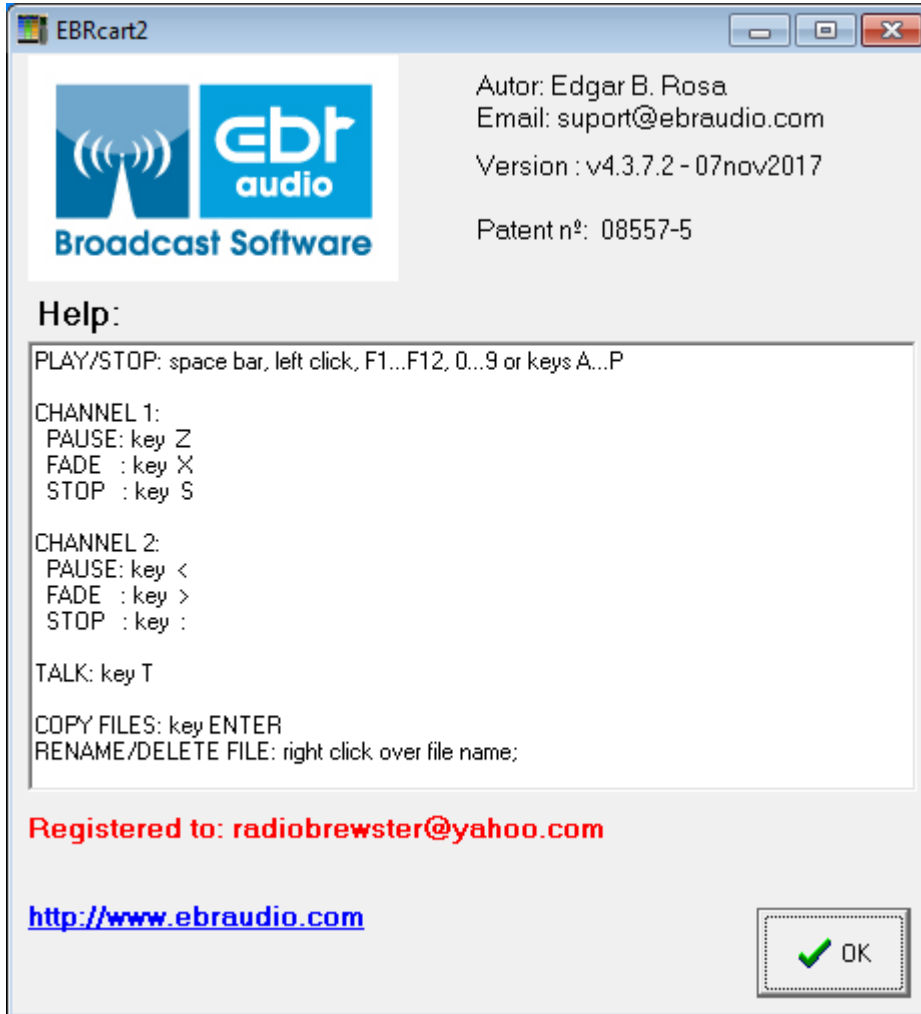 EBRcart2
ebr
audio
Broadcast Software
Autor: Edgar B. Rosa
Email: suport@ebraudio.com
Version : v4.3.7.2 - 07nov2017
Patent nº:  08557-5
Help:
PLAY/STOP: space bar, left click, F1...F12, 0...9 or keys A...P
CHANNEL 1:
PAUSE: key Z
FADE : key X
STOP : key S
CHANNEL 2:
PAUSE: key <
FADE : key >
STOP : key :
TALK: key T
COPY FILES: key ENTER
RENAME/DELETE FILE: right click over file name;
Registered to: radiobrewster@yahoo.com
http://www.ebraudio.com
OK